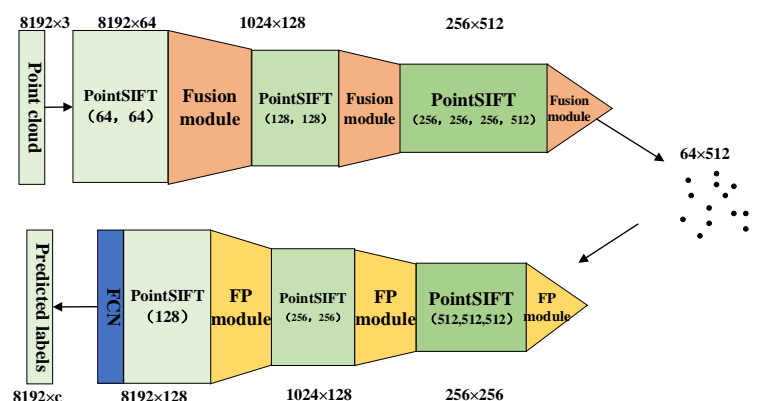 8192×3
8192×64
1024×128
256×512
Point cloud
PointSIFT
(64, 64)
Fusion
module
PointSIFT
(128, 128)
Fusion
module
PointSIFT
(256, 256, 256, 512)
Fusion
module
64×512
Predicted labels
FCN
PointSIFT
(128)
FP
module
PointSIFT
(256, 256)
FP
module
PointSIFT
(512,512,512)
FP
module
8192×c
8192×128
1024×128
256×256